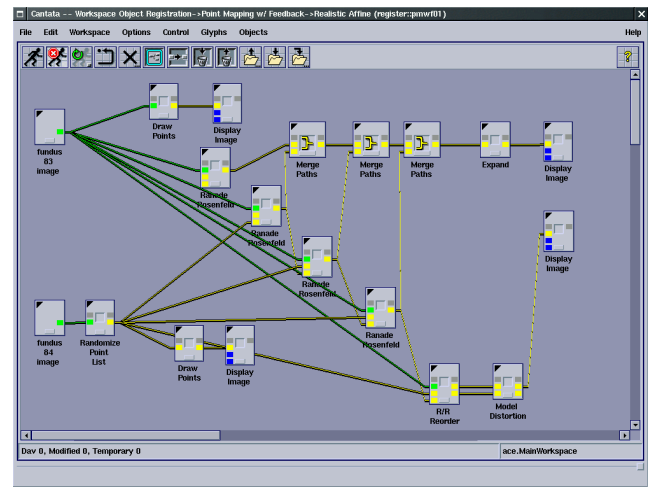 Cantata -- Workspace Object Registration->Point Mapping w/ Feedback->Realistic Affine (register::pmwf01 )
File Edit Workspace Options Control Glyphs Objects Help
fundus
83
image
Draw
Points
Display
Image
Ranade
Rosenfeld
Merge
Paths
Merge
Paths
Merge
Paths
Expand
Display
Image
Ranade
Rosenfeld
Ranade
Rosenfeld
Display
Image
fundus
84
image
Randomize
Point
List
Draw
Points
Display
Image
Ranade
Rosenfeld
R/R
Reorder
Model
Distortion
Dav 0, Modified 0, Temporary 0
ace.MainWorkspace